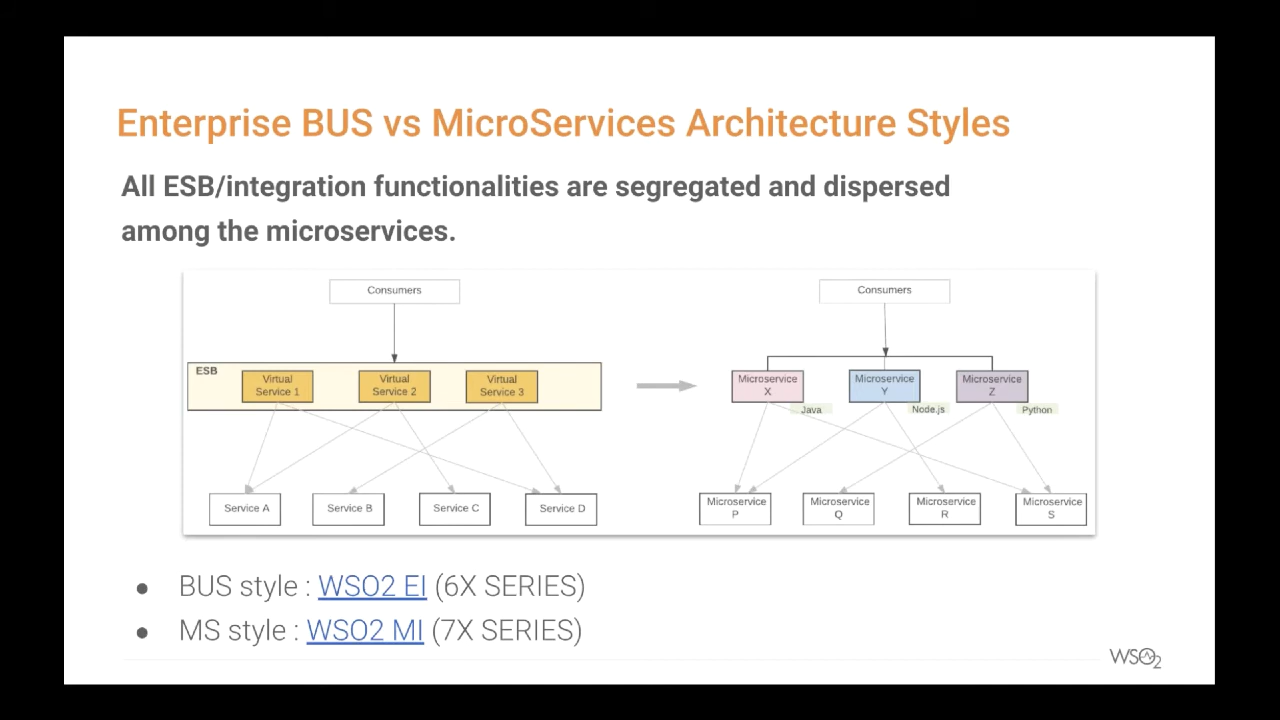 Enterprise BUS vs MicroServices Architecture Styles
All ESB/integration functionalities are segregated and dispersed
among the microservices.
Consumers
ESB
Virtual
Service 1
Virtual
Service 2
Virtual
Service 3
Service A
Service B
Service C
Service D
Consumers
Microservice
X
Java
Microservice
Y
Node.js
Microservice
Z
Python
Microservice
P
Microservice
Q
Microservice
R
Microservice
S
● BUS style : WSO2 EI (6X SERIES)
● MS style : WSO2 MI (7X SERIES)
WSO2